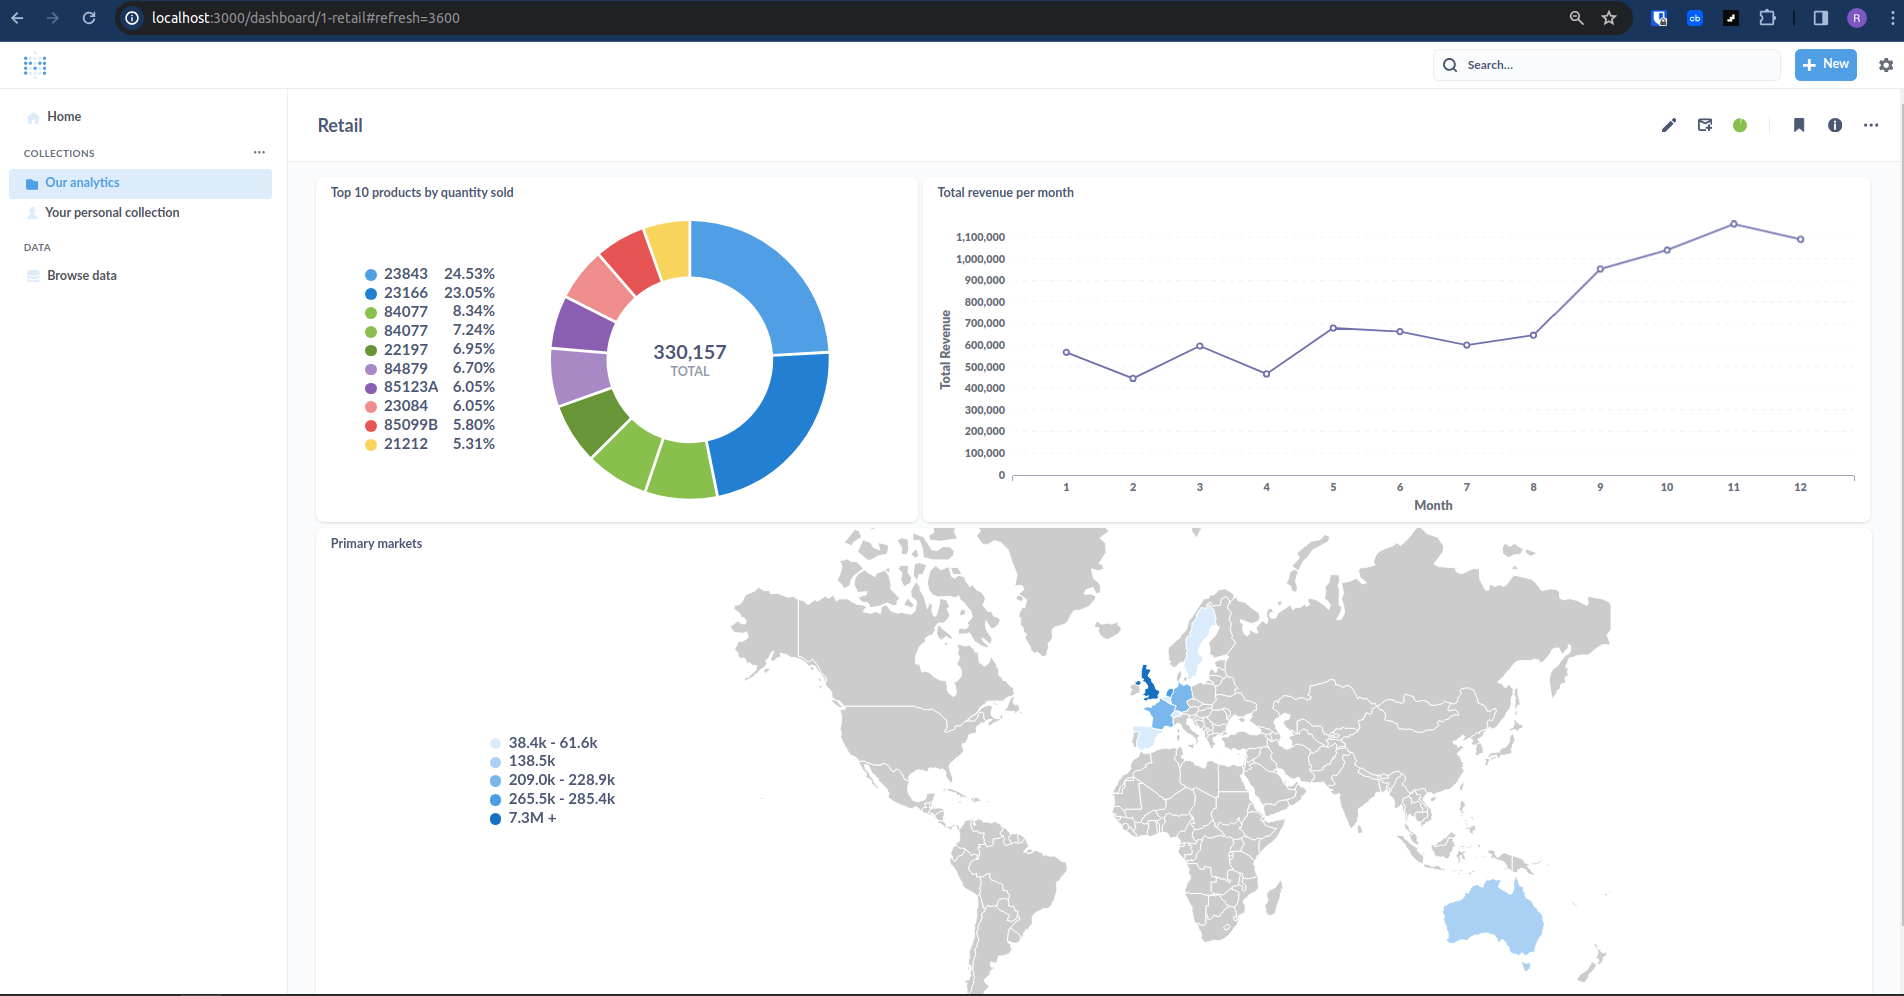 localhost:3000/dashboard/1-retail#refresh=3600
cb
R
Search...
New
Home
COLLECTIONS
Our analytics
Your personal collection
DATA
Browse data
Retail
Top 10 products by quantity sold
23843 24.53%
23166 23.05%
84077 8.34%
84077 7.24%
22197 6.95%
84879 6.70%
85123A 6.05%
23084 6.05%
85099B 5.80%
21212 5.31%
330,157
TOTAL
Total revenue per month
Total Revenue
1,100,000
1,000,000
900,000
800,000
700,000
600,000
500,000
400,000
300,000
200,000
100,000
0
1 2 3 4 5 6 7 8 9 10 11 12
Month
Primary markets
38.4k - 61.6k
138.5k
209.0k - 228.9k
265.5k - 285.4k
7.3M +